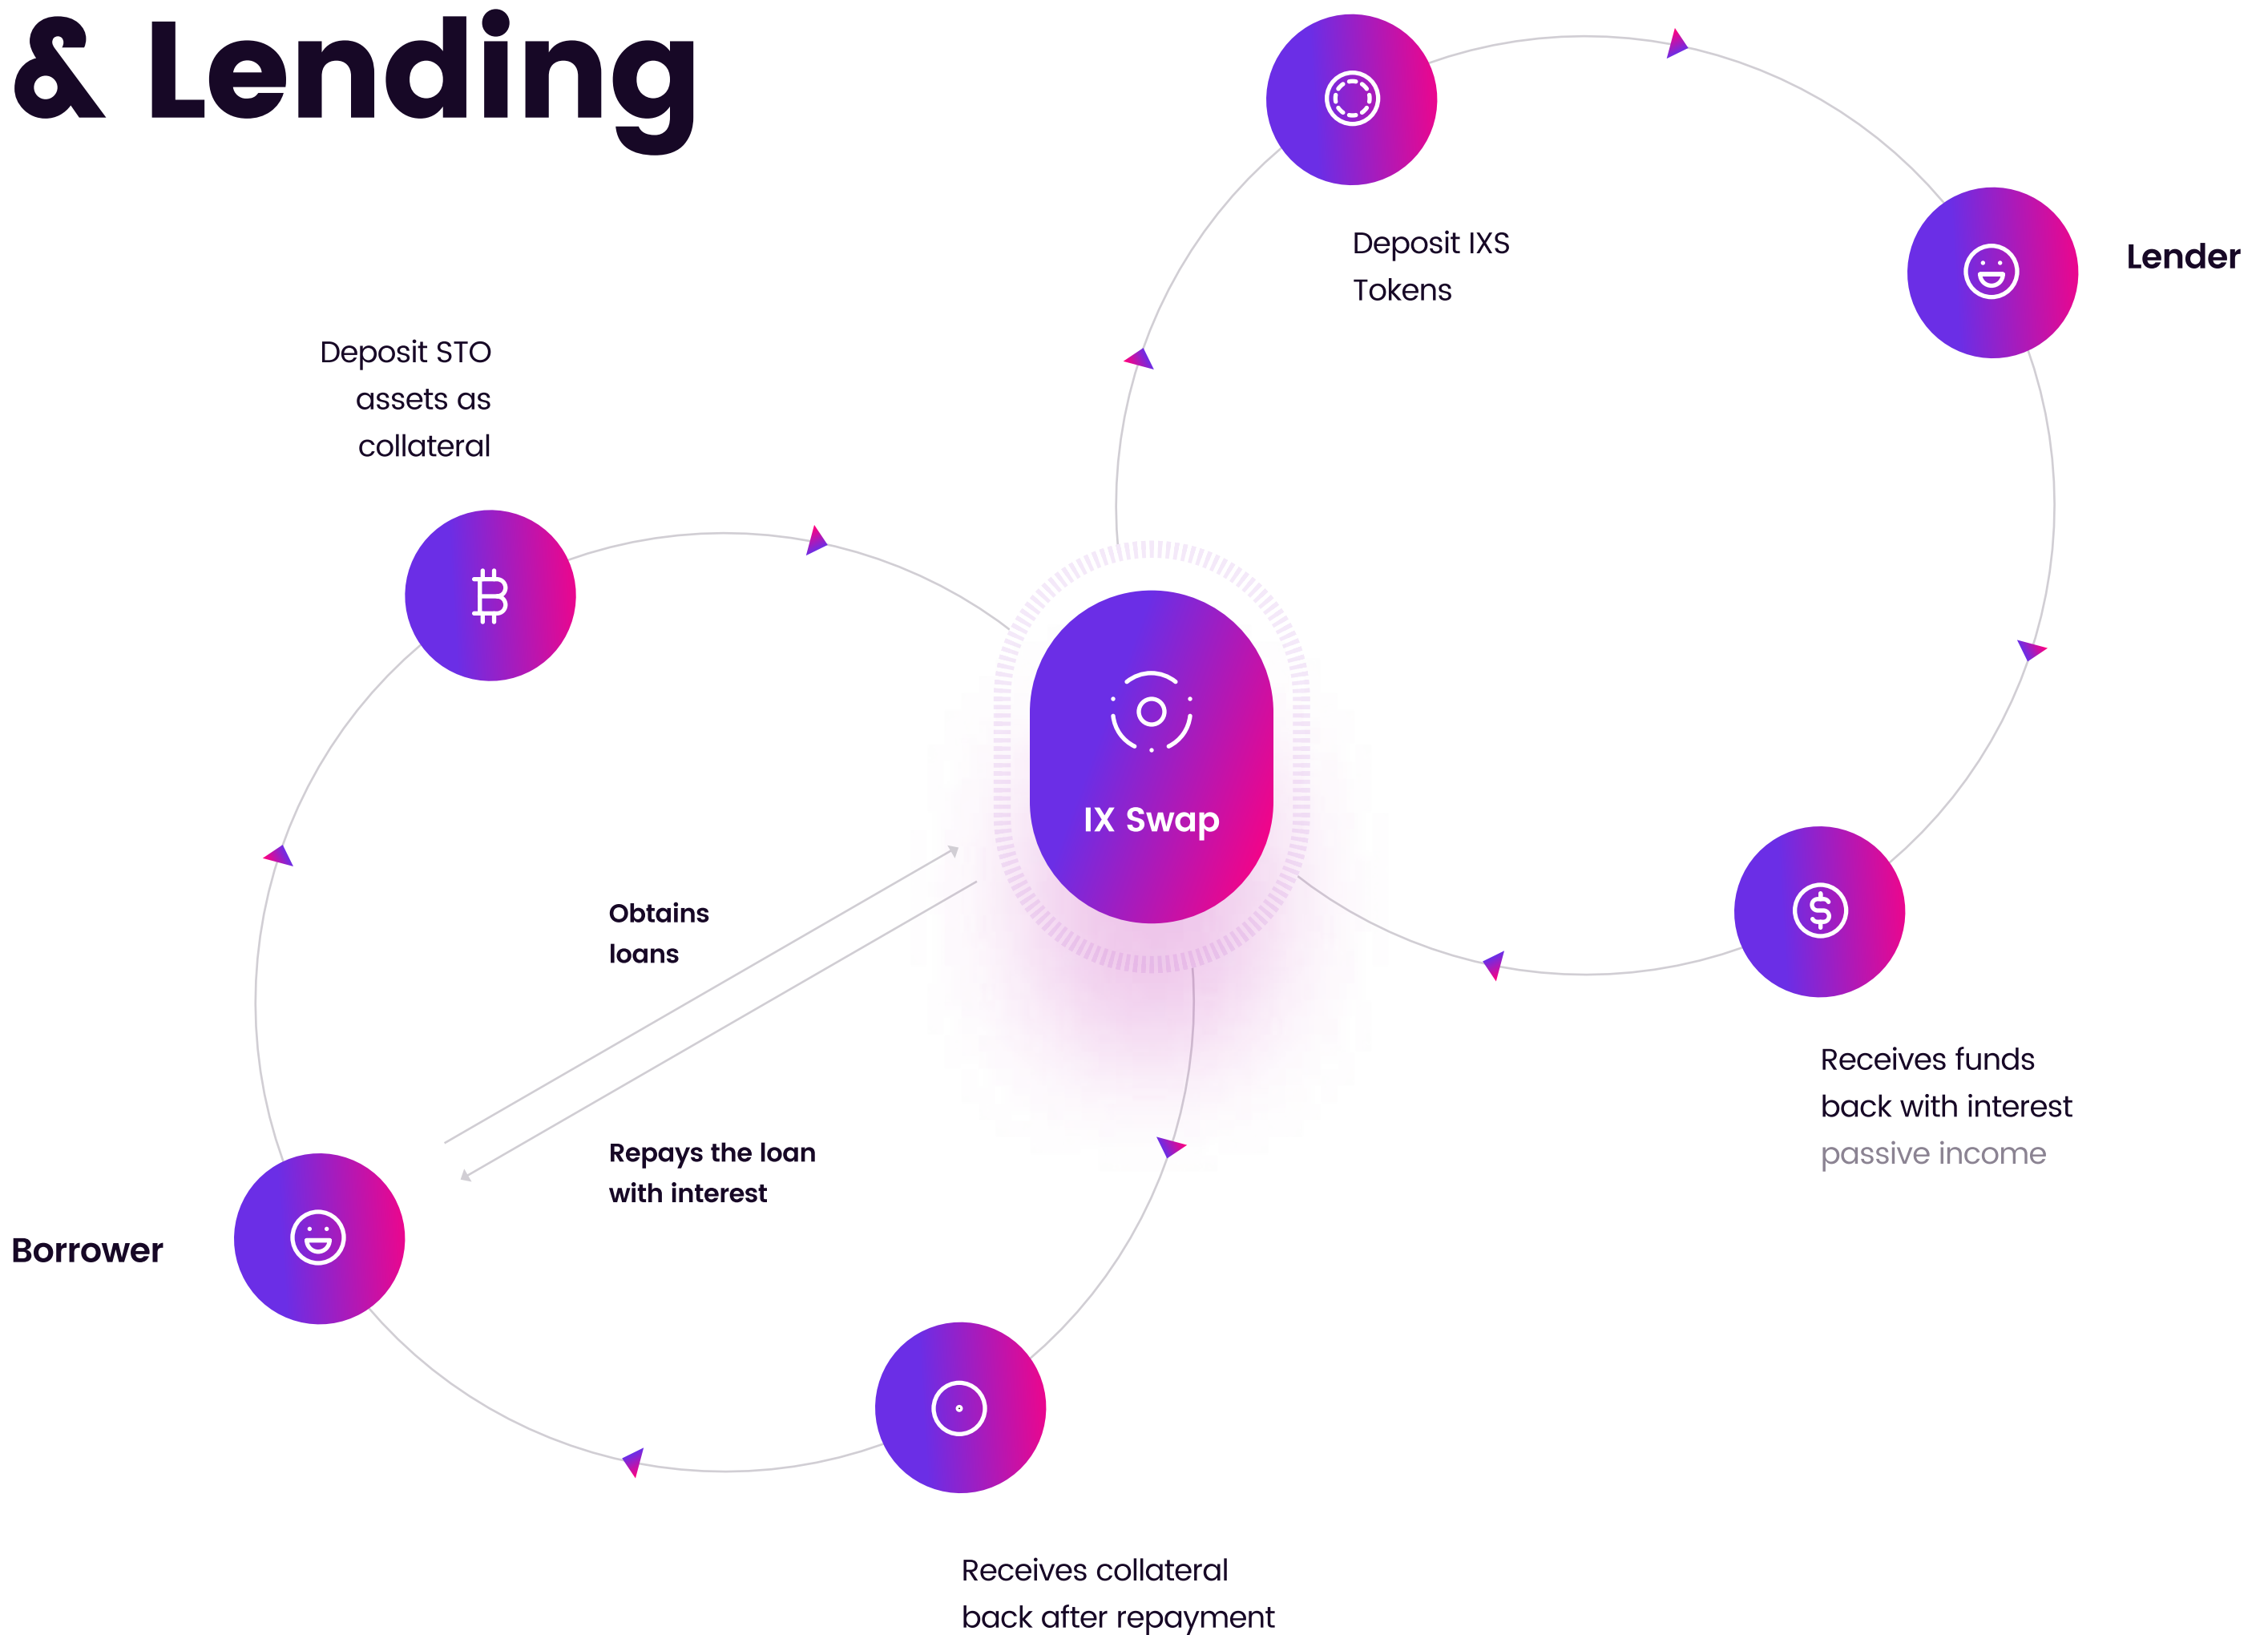 & Lending
Deposit IXS
Tokens
Lender
Deposit STO
assets as
collateral
IX Swap
Obtains
loans
Receives funds
back with interest
passive income
Repays the loan
with interest
Borrower
Receives collateral
back after repayment